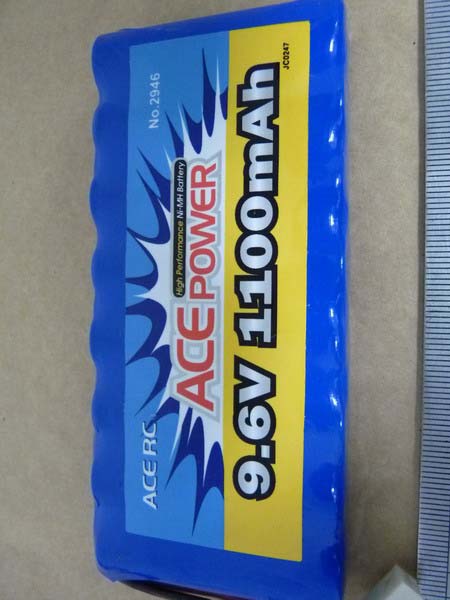 ACE RC
No.2946
High Performance Ni-MH Battery
ACE POWER
9.6V 1100mAh
JC0247